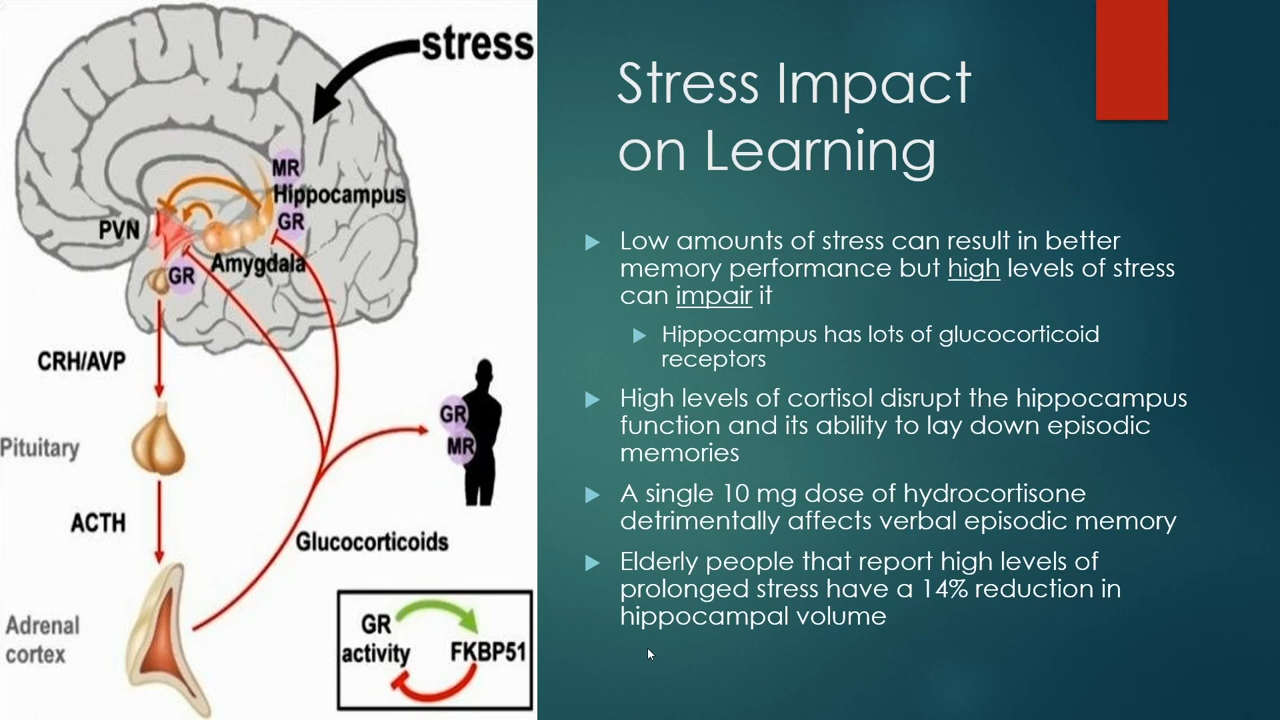 stress
MR
Hippocampus
GR
PVN
Amygdala
GR
CRH/AVP
GR
MR
Pituitary
ACTH
Glucocorticoids
Adrenal
cortex
GR
activity
FKBP51
Stress Impact
on Learning
Low amounts of stress can result in better
memory performance but high levels of stress
can impair it
Hippocampus has lots of glucocorticoid
receptors
High levels of cortisol disrupt the hippocampus
function and its ability to lay down episodic
memories
A single 10 mg dose of hydrocortisone
detrimentally affects verbal episodic memory
Elderly people that report high levels of
prolonged stress have a 14% reduction in
hippocampal volume